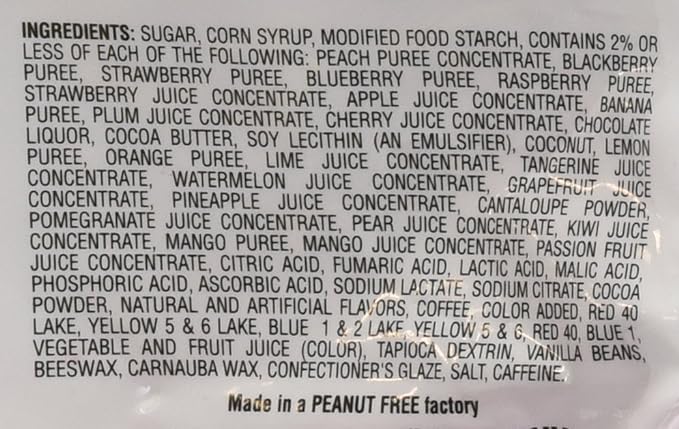 INGREDIENTS: SUGAR, CORN SYRUP, MODIFIED FOOD STARCH, CONTAINS 2% OR
LESS OF EACH OF THE FOLLOWING: PEACH PUREE CONCENTRATE, BLACKBERRY
PUREE, STRAWBERRY PUREE, BLUEBERRY PUREE, RASPBERRY PUREE,
STRAWBERRY JUICE CONCENTRATE, APPLE JUICE CONCENTRATE, BANANA
PUREE, PLUM JUICE CONCENTRATE, CHERRY JUICE CONCENTRATE, CHOCOLATE
LIQUOR, COCOA BUTTER, SOY LECITHIN (AN EMULSIFIER), COCONUT, LEMON
PUREE, ORANGE PUREE, LIME JUICE CONCENTRATE, TANGERINE JUICE
CONCENTRATE, WATERMELON JUICE CONCENTRATE, GRAPEFRUIT JUICE
CONCENTRATE, PINEAPPLE JUICE CONCENTRATE, CANTALOUPE POWDER,
POMEGRANATE JUICE CONCENTRATE, PEAR JUICE CONCENTRATE, KIWI JUICE
CONCENTRATE, MANGO PUREE, MANGO JUICE CONCENTRATE, PASSION FRUIT
JUICE CONCENTRATE, CITRIC ACID, FUMARIC ACID, LACTIC ACID, MALIC ACID,
PHOSPHORIC ACID, ASCORBIC ACID, SODIUM LACTATE, SODIUM CITRATE, COCOA
POWDER, NATURAL AND ARTIFICIAL FLAVORS, COFFEE, COLOR ADDED, RED 40
LAKE, YELLOW 5 & 6 LAKE, BLUE 1 & 2 LAKE, YELLOW 5 & 6, RED 40, BLUE 1,
VEGETABLE AND FRUIT JUICE (COLOR), TAPIOCA DEXTRIN, VANILLA BEANS,
BEESWAX, CARNAUBA WAX, CONFECTIONER'S GLAZE, SALT, CAFFEINE.
Made in a PEANUT FREE factory